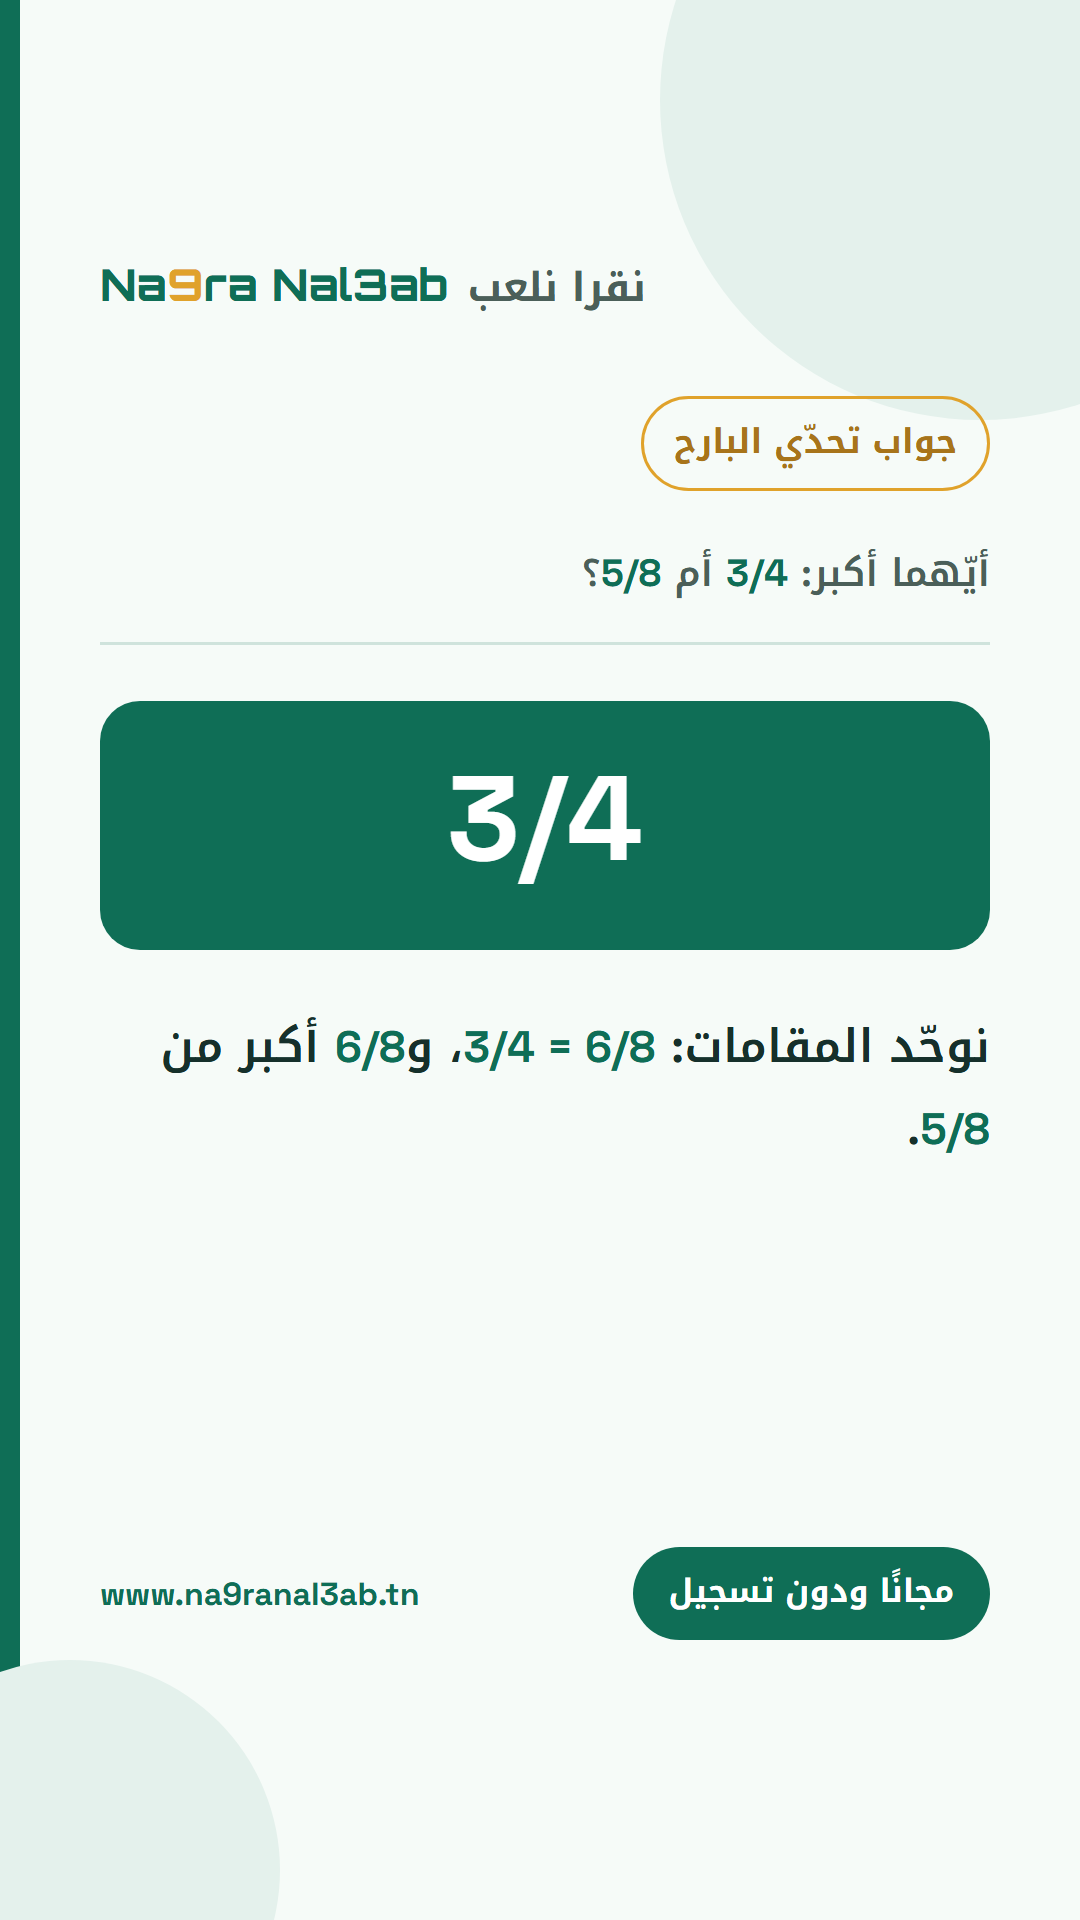 Na9ra Nal3ab نقرا نلعب
جواب تحدّي البارح
أيّهما أكبر: 3/4 أم 5/8؟
3/4
نوحّد المقامات: 3/4 = 6/8، و6/8 أكبر من
5/8.
مجانًا ودون تسجيل
www.na9ranal3ab.tn